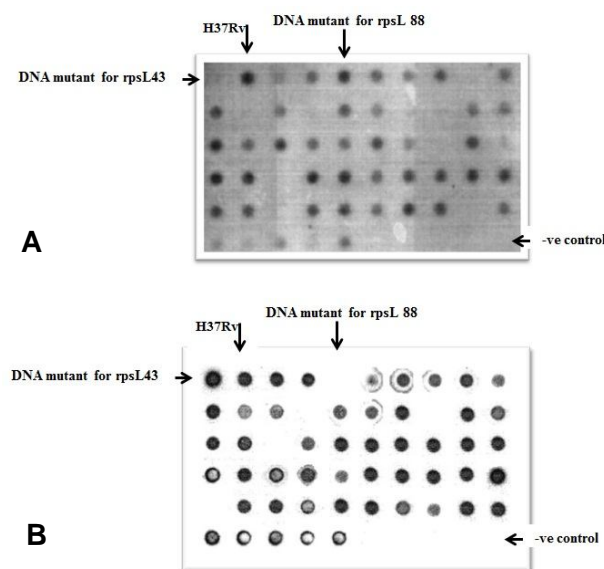 DNA mutant for rpsL 88
H37Rv
DNA mutant for rpsL43
A
-ve control
DNA mutant for rpsL 88
H37Rv
DNA mutant for rpsL43
B
-ve control